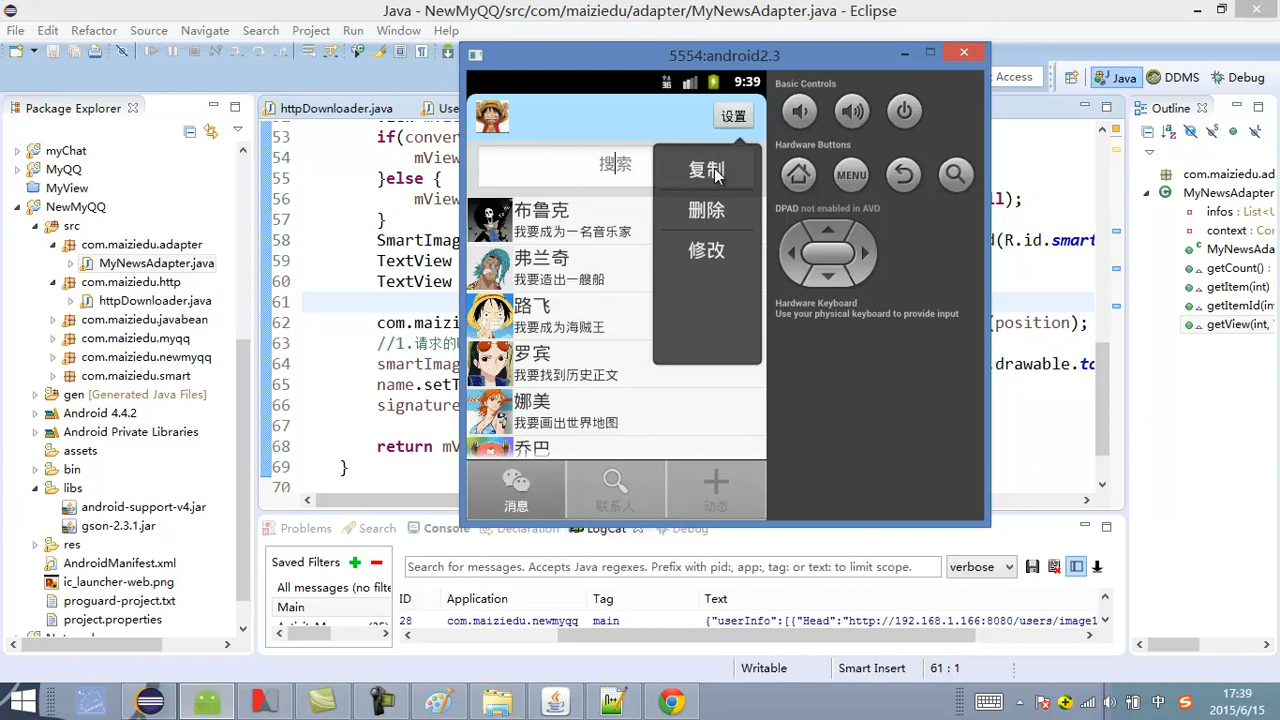 Java - NewMyQQ/src/com/maiziedu/adapter/MyNewsAdapter.java - Eclipse
File Edit Source Refactor Navigate Search Project Run Window Help
Access
Java
DDMS
Debug
Package Explorer
myChat
MyQQ
MyView
NewMyQQ
src
com.maiziedu.adapter
MyNewsAdapter.java
com.maiziedu.http
httpDownloader.java
com.maiziedu.javabean
com.maiziedu.myqq
com.maiziedu.newmyqq
com.maiziedu.smart
gen [Generated Java Files]
Android 4.4.2
Android Private Libraries
assets
bin
libs
android-support-v4.jar
gson-2.3.1.jar
res
AndroidManifest.xml
ic_launcher-web.png
proguard-project.txt
project.properties
httpDownloader.java
53 if(conver
54 mView
55 }else {
56 mVies l);
57
58 SmartImag d(R.id.smar
59 TextView
60 TextView
61
62 com.maizi (position);
63 //1.请求的
64 smartImag .drawable.to
65 name.setT
66 signature
67
68 return mV
69 }
70
5554:android2.3
3G
9:39
设置
搜索
复制
删除
修改
布鲁克
我要成为一名音乐家
弗兰奇
我要造出一艘船
路飞
我要成为海贼王
罗宾
我要找到历史正文
娜美
我要画出世界地图
乔巴
消息
联系人
动态
Basic Controls
Hardware Buttons
MENU
DPAD not enabled in AVD
Hardware Keyboard
Use your physical keyboard to provide input
Outline
com.maiziedu.ad
MyNewsAdapter
infos : List<U
context : 
MyNewsAda
getCount() :
getItem(int)
getItemId(int
getView(int,
Problems
Search
Console
Declaration
LogCat
Debug
Saved Filters
All messages (no filte
Main
Search for messages. Accepts Java regexes. Prefix with pid:, app:, tag: or text: to limit scope.
verbose
ID Application Tag Text
28 com.maiziedu.newmyqq main {"userInfo":[{"Head":"http://192.168.1.166:8080/users/image1
Writable
Smart Insert
61 : 1
中
17:39
2015/6/15